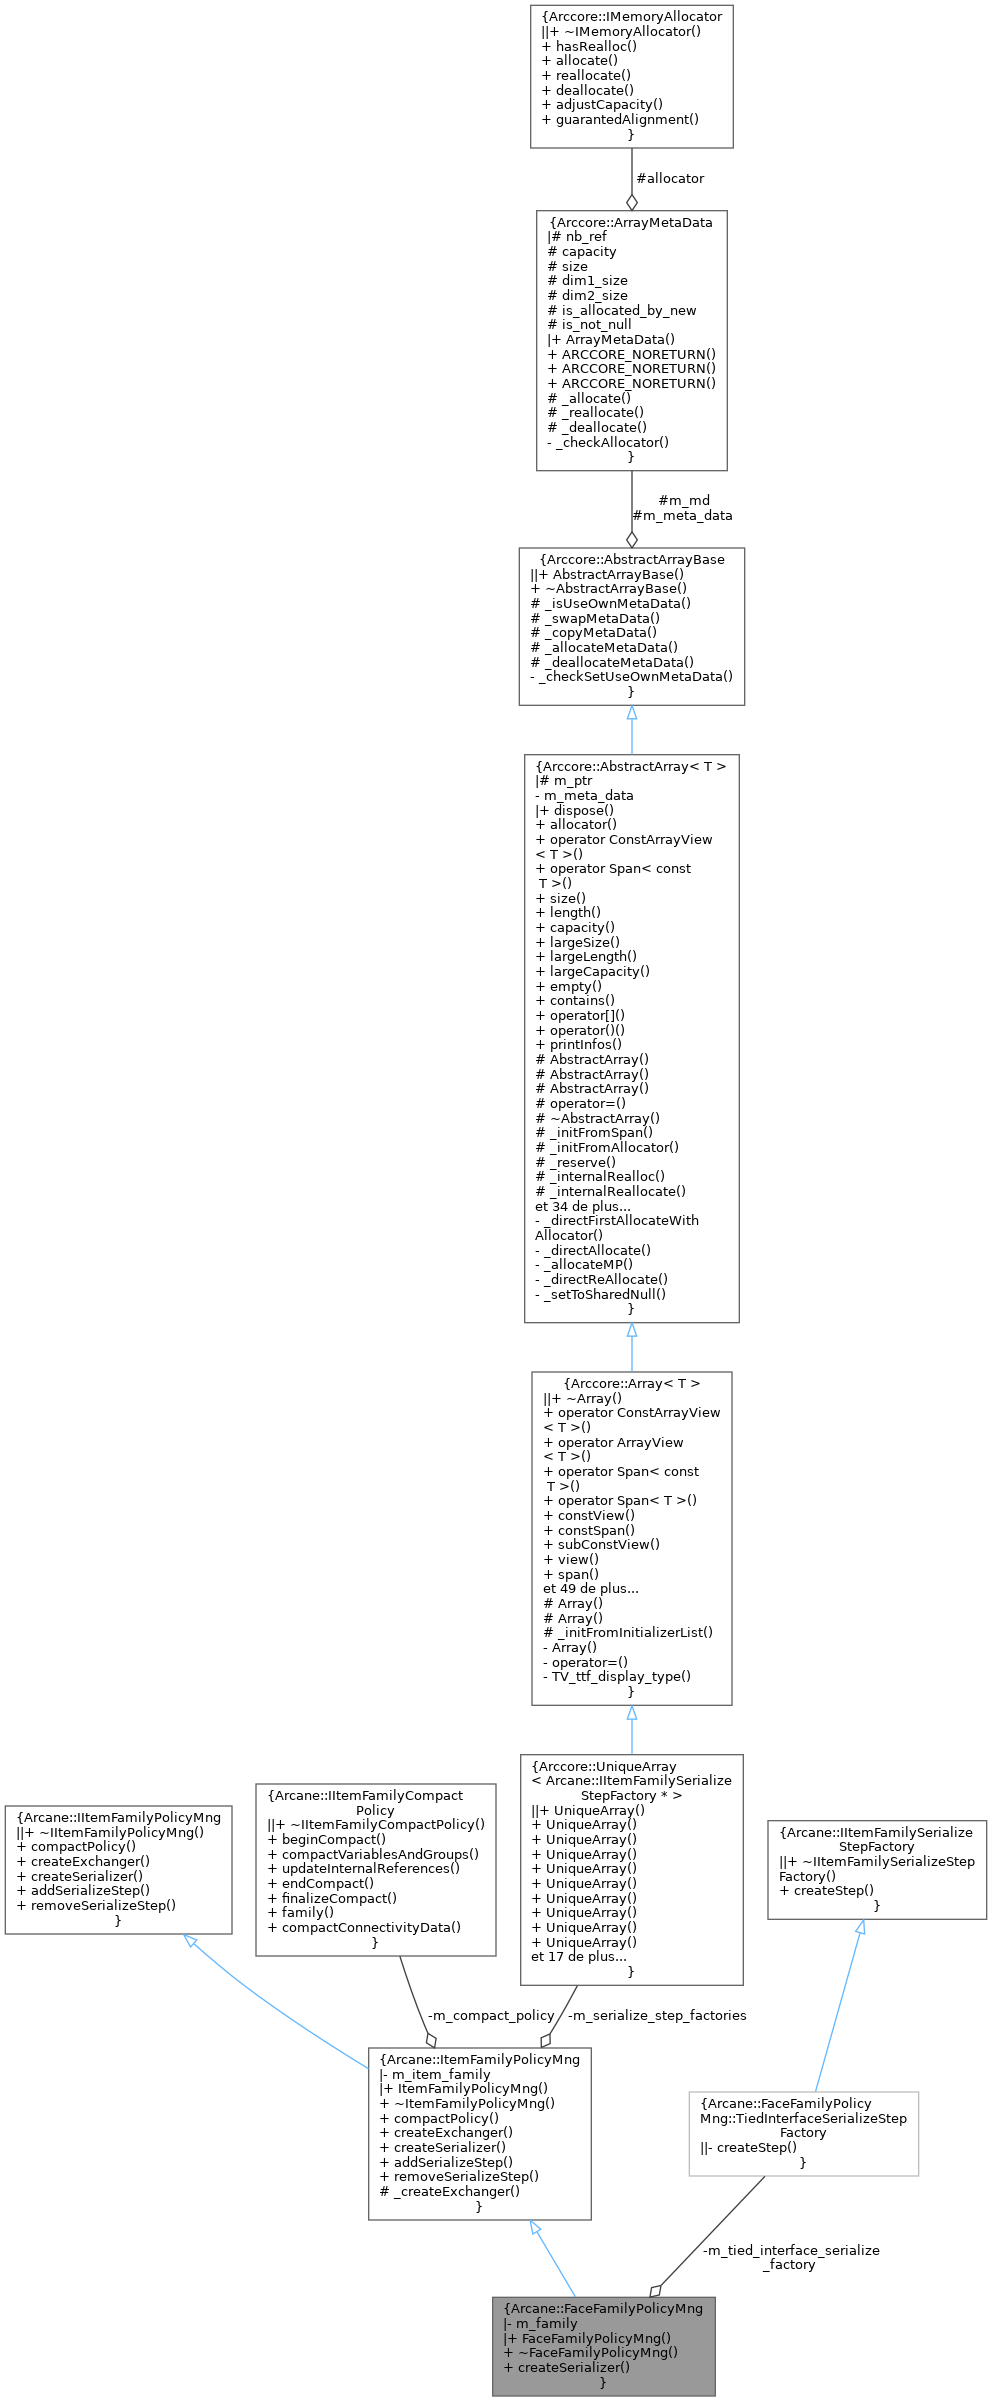 {Arccore::IMemoryAllocator
||+ ~IMemoryAllocator()
+ hasRealloc()
+ allocate()
+ reallocate()
+ deallocate()
+ adjustCapacity()
+ guarantedAlignment()
}
#allocator
{Arccore::ArrayMetaData
|# nb_ref
# capacity
# size
# dim1_size
# dim2_size
# is_allocated_by_new
# is_not_null
|+ ArrayMetaData()
+ ARCCORE_NORETURN()
+ ARCCORE_NORETURN()
+ ARCCORE_NORETURN()
# _allocate()
# _reallocate()
# _deallocate()
- _checkAllocator()
}
#m_md
#m_meta_data
{Arccore::AbstractArrayBase
||+ AbstractArrayBase()
+ ~AbstractArrayBase()
# _isUseOwnMetaData()
# _swapMetaData()
# _copyMetaData()
# _allocateMetaData()
# _deallocateMetaData()
- _checkSetUseOwnMetaData()
}
{Arccore::AbstractArray< T >
|# m_ptr
- m_meta_data
|+ dispose()
+ allocator()
+ operator ConstArrayView
< T >()
+ operator Span< const
T >()
+ size()
+ length()
+ capacity()
+ largeSize()
+ largeLength()
+ largeCapacity()
+ empty()
+ contains()
+ operator[]()
+ operator()()
+ printInfos()
# AbstractArray()
# AbstractArray()
# AbstractArray()
# operator=()
# ~AbstractArray()
# _initFromSpan()
# _initFromAllocator()
# _reserve()
# _internalRealloc()
# _internalReallocate()
et 34 de plus...
- _directFirstAllocateWith
Allocator()
- _directAllocate()
- _allocateMP()
- _directReAllocate()
- _setToSharedNull()
}
{Arccore::Array< T >
||+ ~Array()
+ operator ConstArrayView
< T >()
+ operator ArrayView
< T >()
+ operator Span< const
T >()
+ operator Span< T >()
+ constView()
+ constSpan()
+ subConstView()
+ view()
+ span()
et 49 de plus...
# Array()
# Array()
# _initFromInitializerList()
- Array()
- operator=()
- TV_ttf_display_type()
}
{Arcane::IItemFamilyPolicyMng
||+ ~IItemFamilyPolicyMng()
+ compactPolicy()
+ createExchanger()
+ createSerializer()
+ addSerializeStep()
+ removeSerializeStep()
}
{Arcane::IItemFamilyCompact
Policy
||+ ~IItemFamilyCompactPolicy()
+ beginCompact()
+ compactVariablesAndGroups()
+ updateInternalReferences()
+ endCompact()
+ finalizeCompact()
+ family()
+ compactConnectivityData()
}
{Arccore::UniqueArray
< Arcane::IItemFamilySerialize
StepFactory * >
||+ UniqueArray()
+ UniqueArray()
+ UniqueArray()
+ UniqueArray()
+ UniqueArray()
+ UniqueArray()
+ UniqueArray()
+ UniqueArray()
+ UniqueArray()
+ UniqueArray()
et 17 de plus...
}
{Arcane::IItemFamilySerialize
StepFactory
||+ ~IItemFamilySerializeStep
Factory()
+ createStep()
}
-m_compact_policy
-m_serialize_step_factories
{Arcane::ItemFamilyPolicyMng
|- m_item_family
|+ ItemFamilyPolicyMng()
+ ~ItemFamilyPolicyMng()
+ compactPolicy()
+ createExchanger()
+ createSerializer()
+ addSerializeStep()
+ removeSerializeStep()
# _createExchanger()
}
{Arcane::FaceFamilyPolicy
Mng::TiedInterfaceSerializeStep
Factory
||- createStep()
}
-m_tied_interface_serialize
_factory
{Arcane::FaceFamilyPolicyMng
|- m_family
|+ FaceFamilyPolicyMng()
+ ~FaceFamilyPolicyMng()
+ createSerializer()
}